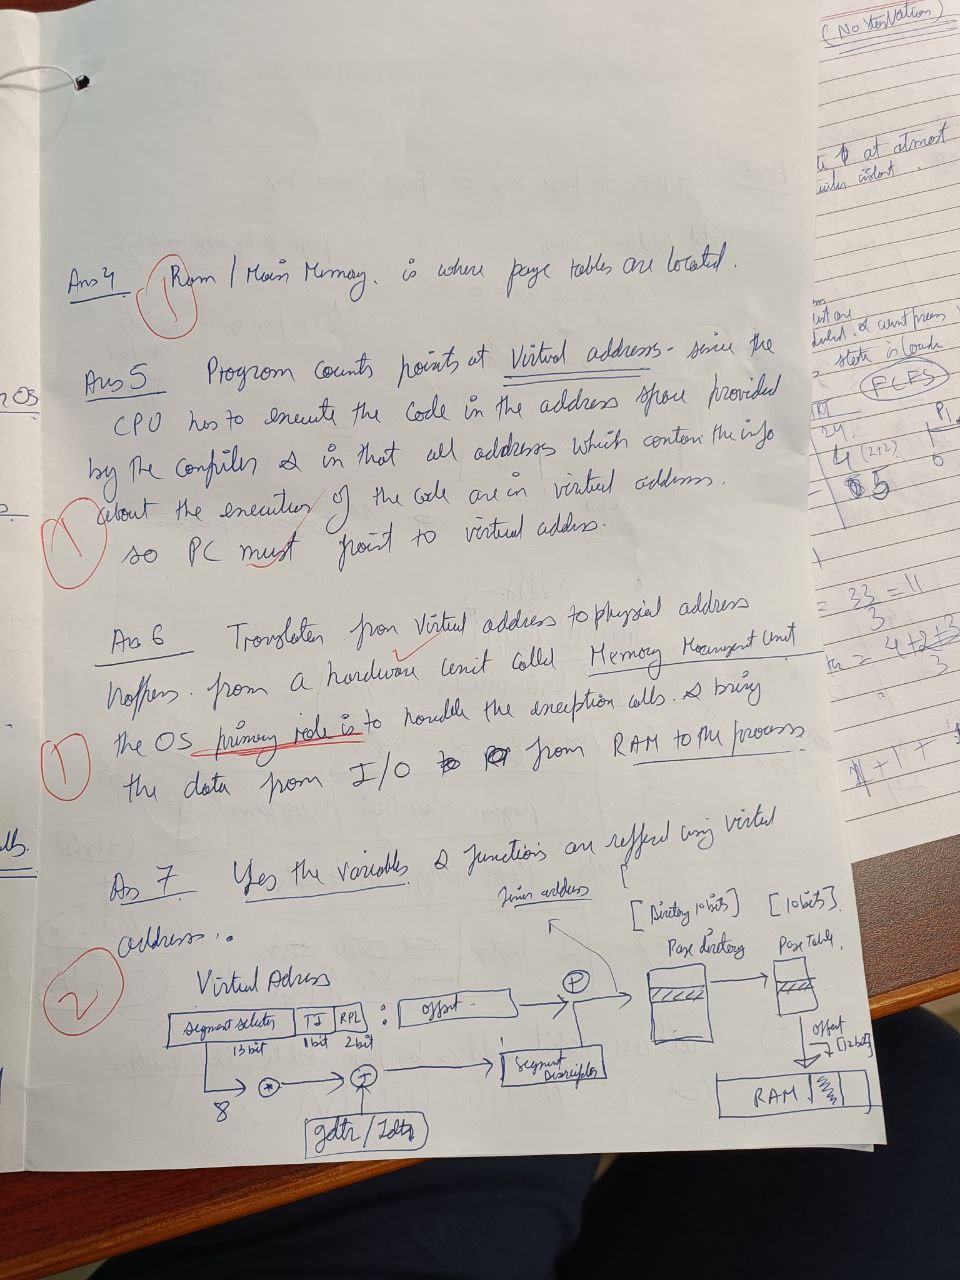 Ans 4 Ram / Main Memory. is where page tables are located.
1
Ans 5 Program counts points at Virtual address - since the
CPU has to execute the code in the address space provided
by the compiler & in that all addresses which contain the info
about the execution of the code are in virtual address.
so PC must point to virtual address.
1
Ans 6 Translation from Virtual address to physical address
happens. from a hardware unit called Memory Management Unit
the OS primary role is to handle the exception calls. & bring
the data from I/O to from RAM to the process
1
Ans 7 Yes the variables & functions are reffered using virtual
address..
2
linear address
[Directory 10 bits] [10 bits].
Page diretory Page Table.
Virtual Adress
Segment Selector TI RPL : offset -
13 bit 1 bit 2 bit
P
8 * +
Segment Descriptor
gdtr / ldtr
offset
[12 bits]
RAM
(No starvation)
at atmost
state is loade
FCFS
P1
24
4 (2+2)
5
0
= 33/3 = 11
4+2+3
3